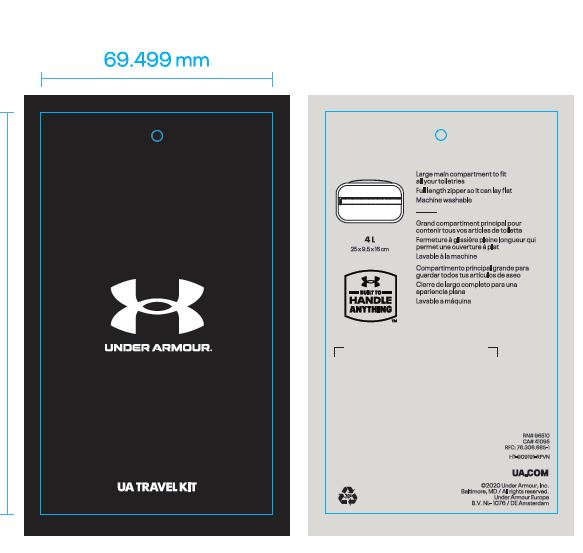 69.499 mm
UNDER ARMOUR.
UA TRAVEL KIT
Large main compartment to fit
all your toiletries
Full length zipper so it can lay flat
Machine washable
Grand compartiment principal pour
contenir tous vos articles de toilette
Fermeture à glissière pleine longueur qui
permet une ouverture à plat
Lavable à la machine
Compartimento principal grande para
guardar todos tus artículos de aseo
Cierre de largo completo para una
apariencia plana
Lavable a máquina
4 L
25 x 9.5 x 16 cm
BUILT TO
HANDLE
ANYTHING
TM
RN# 96510
CA# 41095
UA.COM
©2020 Under Armour, Inc.
Baltimore, MD / All rights reserved.
Under Armour Europe
B.V. NL-1076 / DE Amsterdam